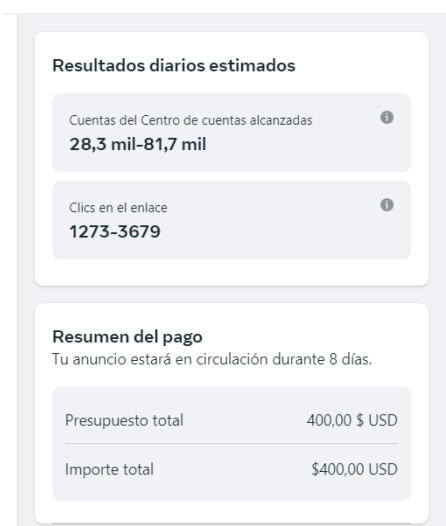 Resultados diarios estimados
Cuentas del Centro de cuentas alcanzadas
28,3 mil-81,7 mil
Clics en el enlace
1273-3679
Resumen del pago
Tu anuncio estará en circulación durante 8 días.
Presupuesto total 400,00 $ USD
Importe total $400,00 USD